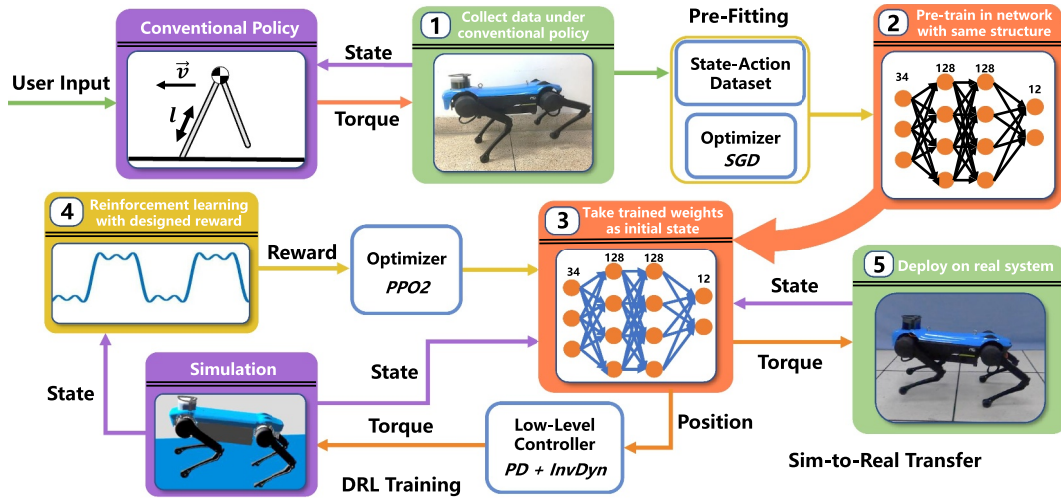 Conventional Policy
v
l
User Input
State
Torque
1
Collect data under
conventional policy
Pre-Fitting
State-Action
Dataset
Optimizer
SGD
2
Pre-train in network
with same structure
34
128
128
12
4
Reinforcement learning
with designed reward
Reward
Optimizer
PPO2
3
Take trained weights
as initial state
34
128
128
12
5
Deploy on real system
State
Torque
State
Simulation
State
Torque
Low-Level
Controller
PD + InvDyn
Position
DRL Training
Sim-to-Real Transfer